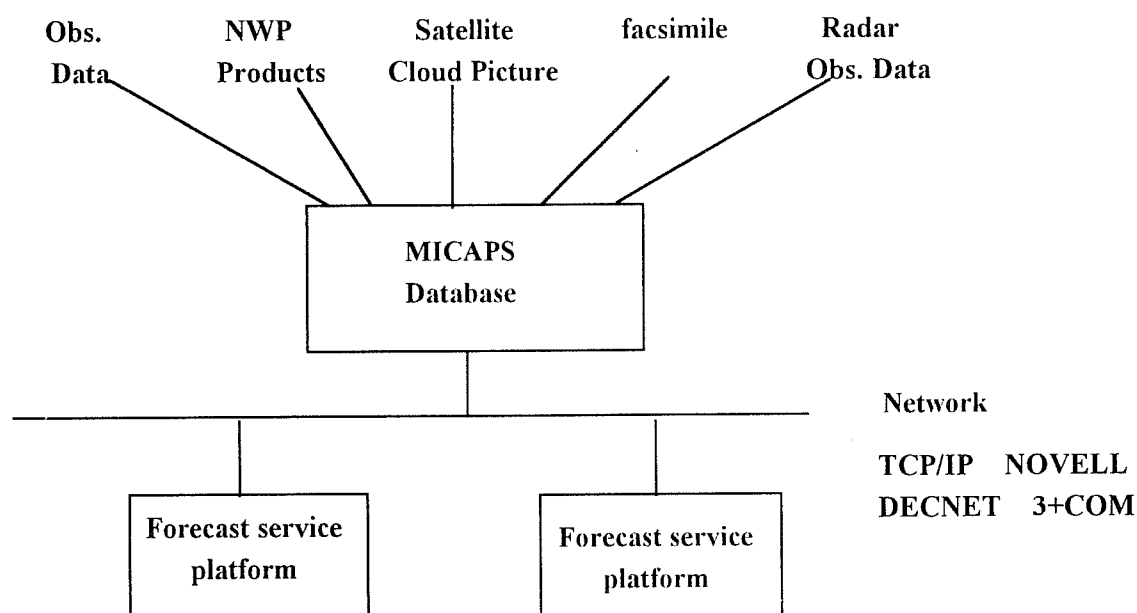 Obs.
Data
NWP
Products
Satellite
Cloud Picture
facsimile
Radar
Obs. Data
MICAPS
Database
Network
TCP/IP NOVELL
DECNET 3+COM
Forecast service
platform
Forecast service
platform